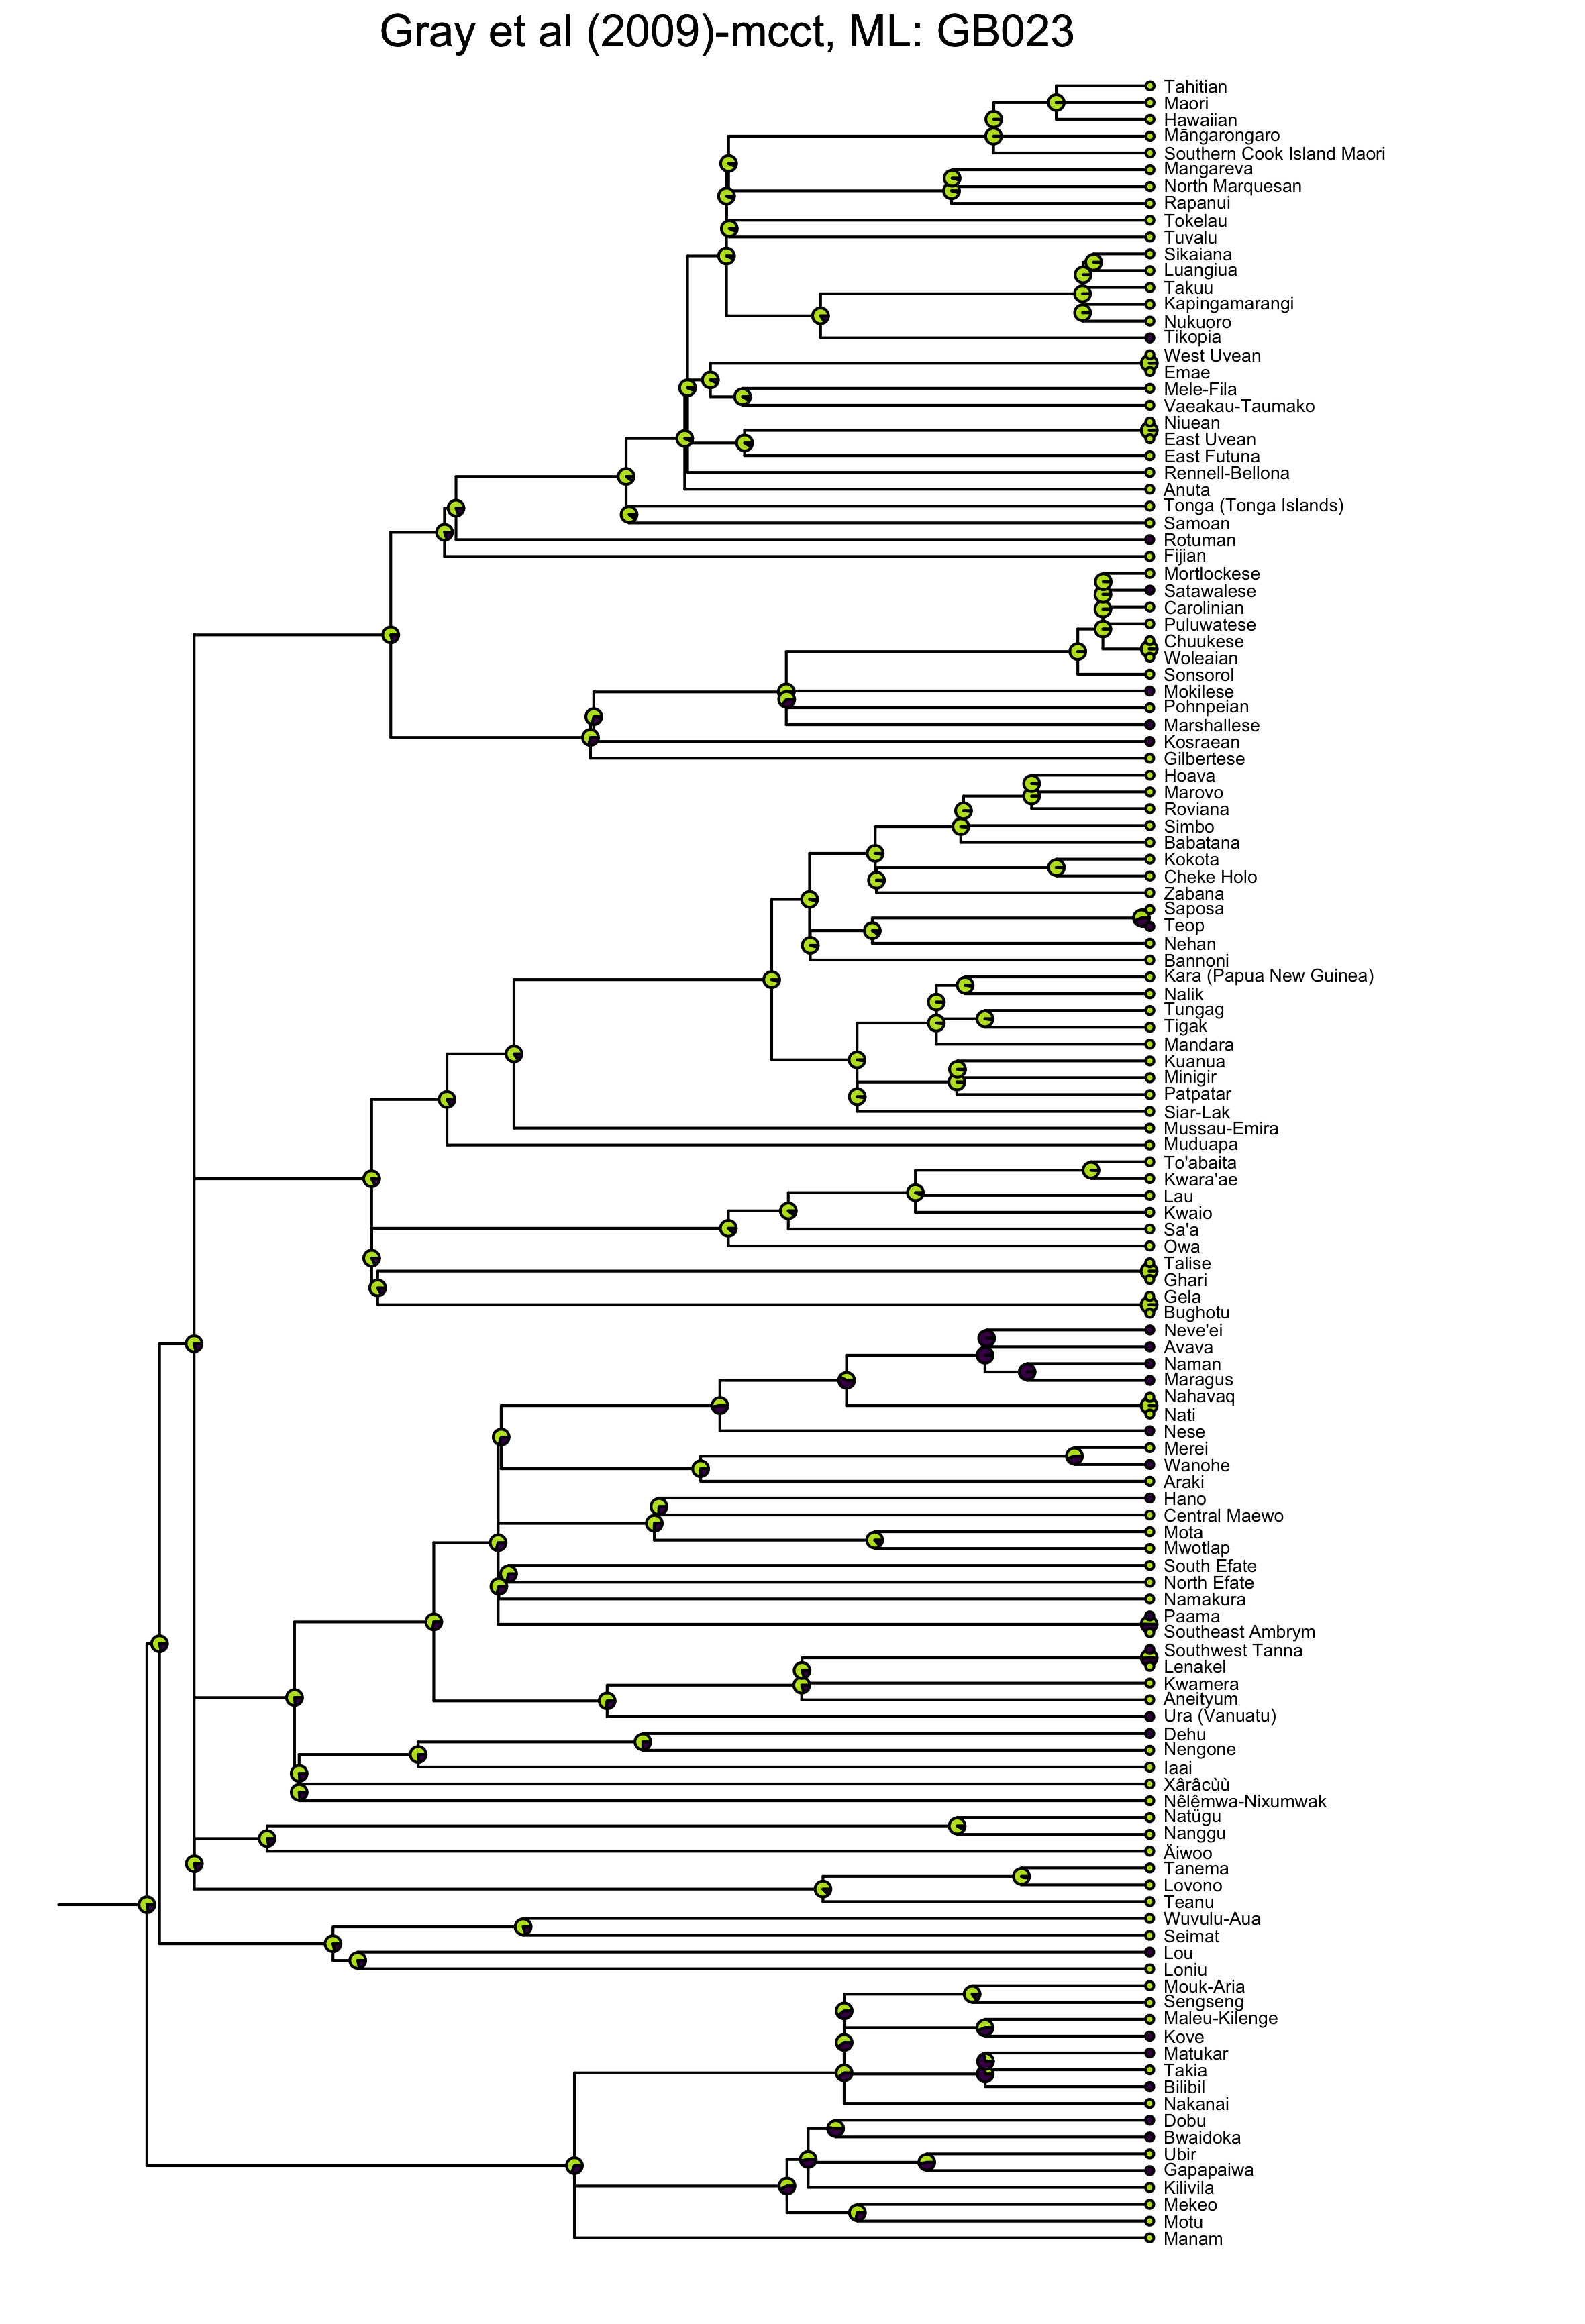 Gray et al (2009)-mcct, ML: GB023
Tahitian
Maori
Hawaiian
Māngarongaro
Southern Cook Island Maori
Mangareva
North Marquesan
Rapanui
Tokelau
Tuvalu
Sikaiana
Luangiua
Takuu
Kapingamarangi
Nukuoro
Tikopia
West Uvean
Emae
Mele-Fila
Vaeakau-Taumako
Niuean
East Uvean
East Futuna
Rennell-Bellona
Anuta
Tonga (Tonga Islands)
Samoan
Rotuman
Fijian
Mortlockese
Satawalese
Carolinian
Puluwatese
Chuukese
Woleaian
Sonsorol
Mokilese
Pohnpeian
Marshallese
Kosraean
Gilbertese
Hoava
Marovo
Roviana
Simbo
Babatana
Kokota
Cheke Holo
Zabana
Saposa
Teop
Nehan
Bannoni
Kara (Papua New Guinea)
Nalik
Tungag
Tigak
Mandara
Kuanua
Minigir
Patpatar
Siar-Lak
Mussau-Emira
Muduapa
To'abaita
Kwara'ae
Lau
Kwaio
Sa'a
Owa
Talise
Ghari
Gela
Bughotu
Neve'ei
Avava
Naman
Maragus
Nahavaq
Nati
Nese
Merei
Wanohe
Araki
Hano
Central Maewo
Mota
Mwotlap
South Efate
North Efate
Namakura
Paama
Southeast Ambrym
Southwest Tanna
Lenakel
Kwamera
Aneityum
Ura (Vanuatu)
Dehu
Nengone
Iaai
Xârâcùù
Nêlêmwa-Nixumwak
Natügu
Nanggu
Äiwoo
Tanema
Lovono
Teanu
Wuvulu-Aua
Seimat
Lou
Loniu
Mouk-Aria
Sengseng
Maleu-Kilenge
Kove
Matukar
Takia
Bilibil
Nakanai
Dobu
Bwaidoka
Ubir
Gapapaiwa
Kilivila
Mekeo
Motu
Manam